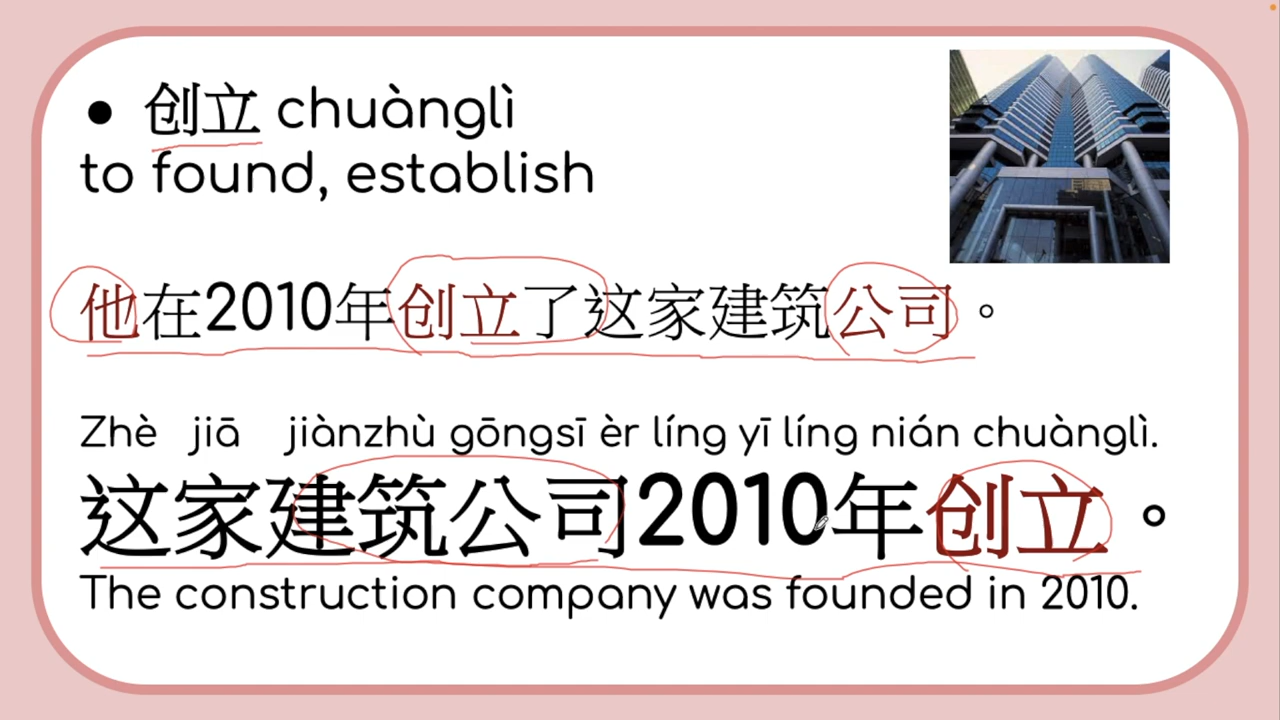 ● 创立 chuànglì
to found, establish
他在2010年创立了这家建筑公司。
Zhè jiā jiànzhù gōngsī èr líng yī líng nián chuànglì.
这家建筑公司2010年创立。
The construction company was founded in 2010.